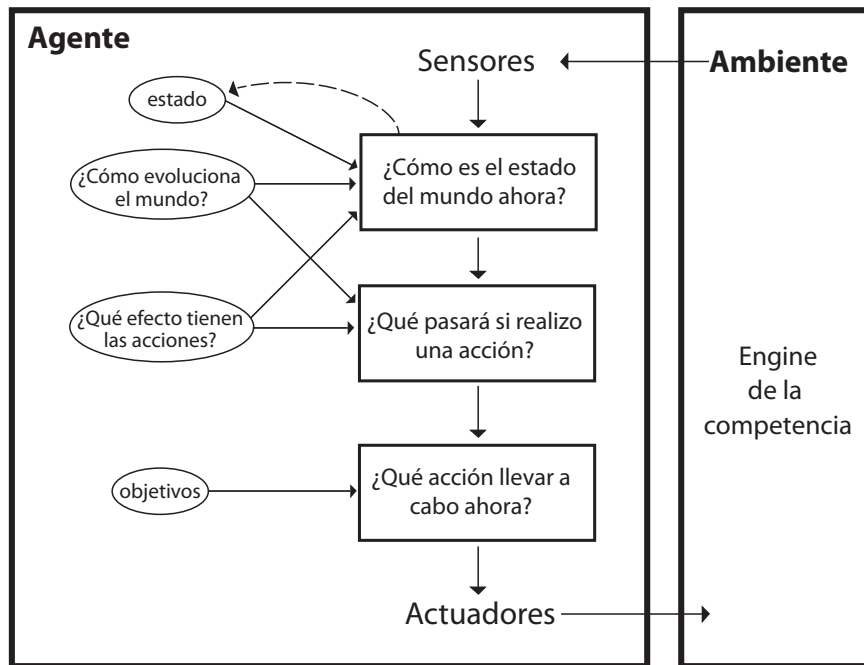 Agente
Sensores
Ambiente
estado
¿Cómo es el estado
del mundo ahora?
¿Cómo evoluciona
el mundo?
¿Qué efecto tienen
las acciones?
¿Qué pasará si realizo
una acción?
Engine
de la
competencia
objetivos
¿Qué acción llevar a
cabo ahora?
Actuadores